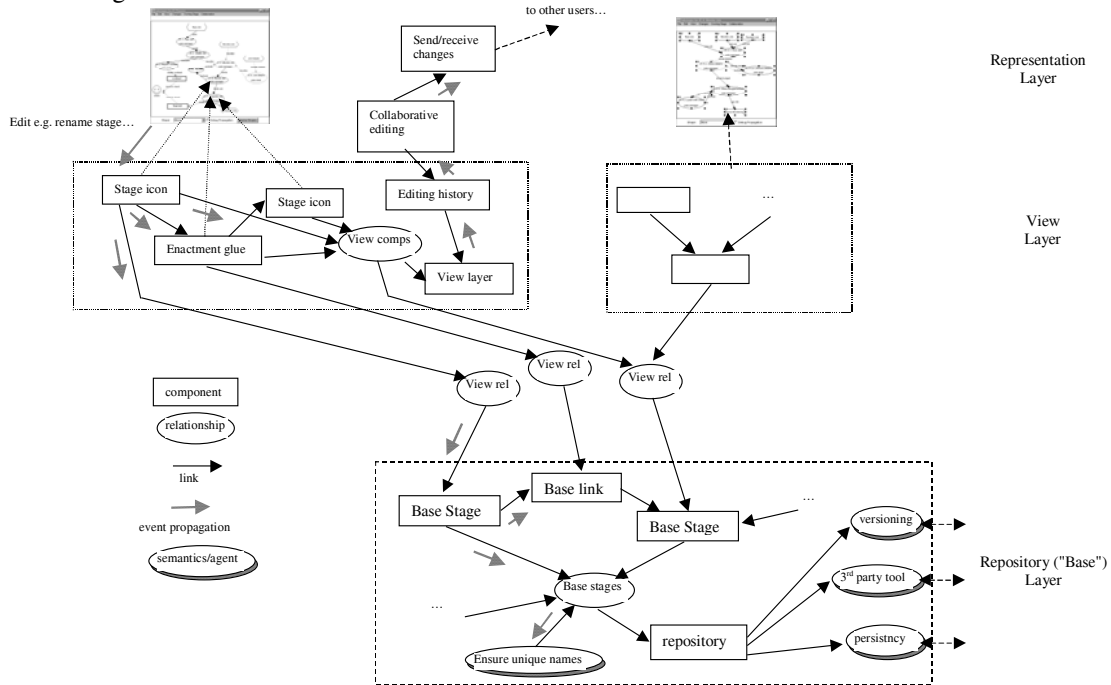 to other users…
Send/receive
changes
Representation
Layer
Collaborative
editing
Edit e.g. rename stage…
Stage icon
Stage icon
Editing history
…
View
Layer
Enactment glue
View comps
View layer
View rel
View rel
View rel
component
relationship
link
event propagation
semantics/agent
Base link
Base Stage
Base Stage
…
versioning
Repository ("Base")
Layer
3rd party tool
Base stages
…
repository
persistncy
Ensure unique names